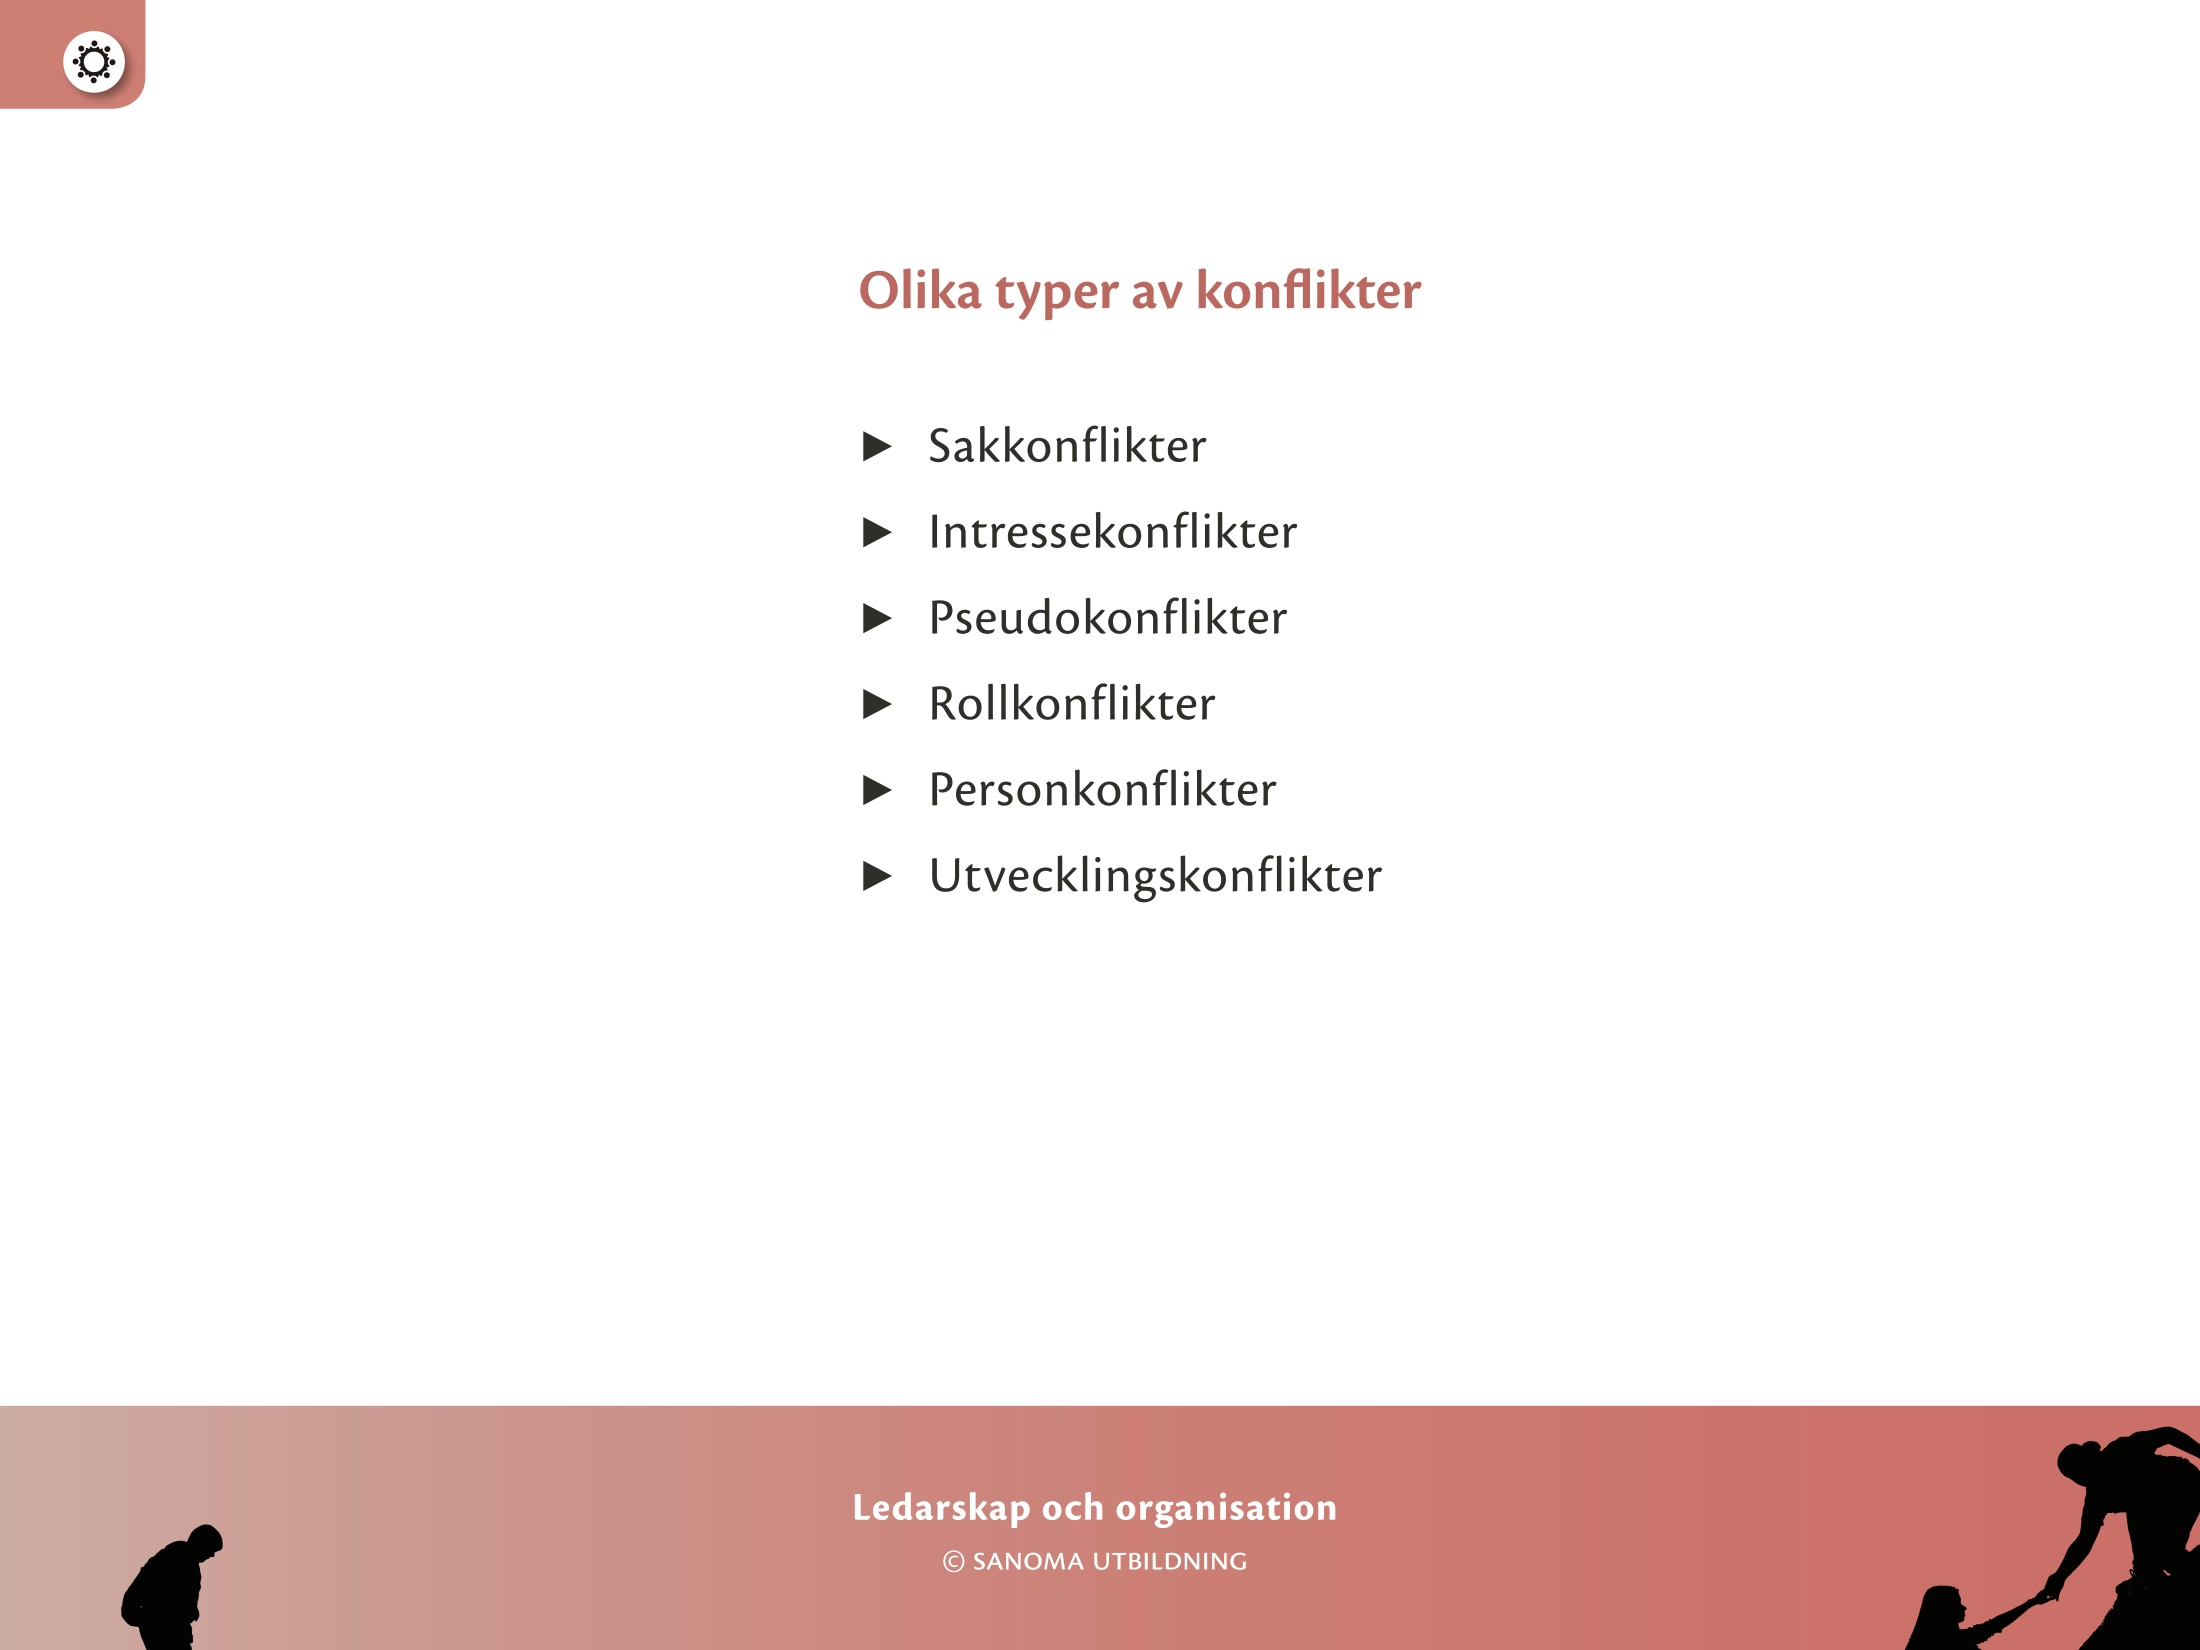 Olika typer av konflikter
► Sakkonflikter
► Intressekonflikter
► Pseudokonflikter
► Rollkonflikter
► Personkonflikter
► Utvecklingskonflikter
Ledarskap och organisation
© SANOMA UTBILDNING